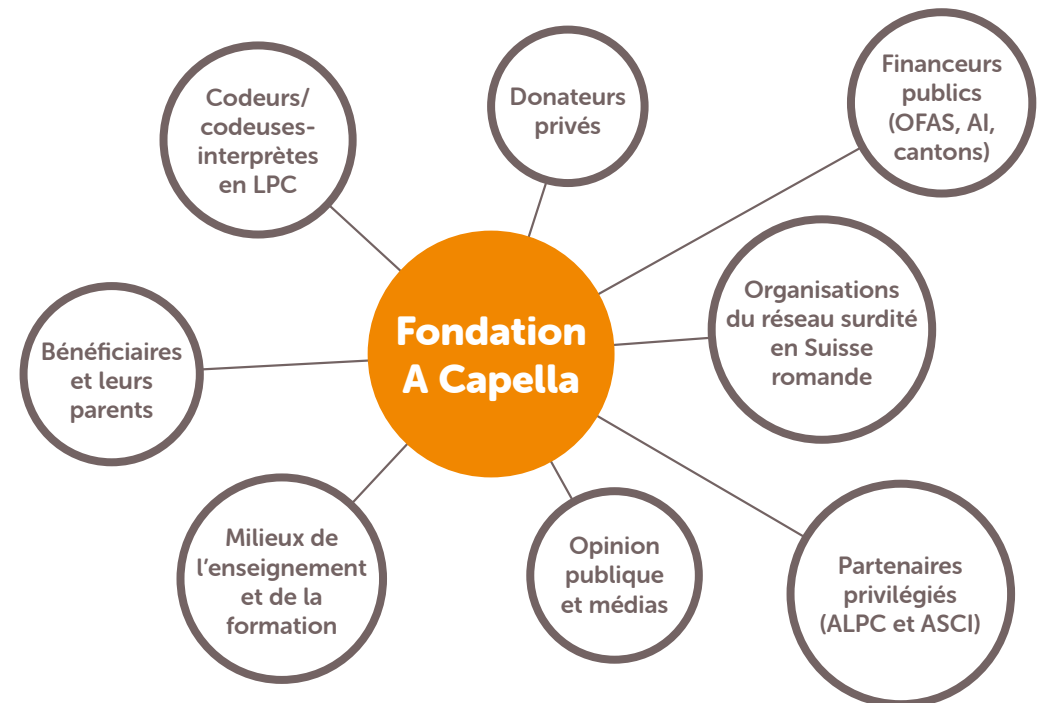 Codeurs/
codeuses-
interprètes
en LPC
Donateurs
privés
Financeurs
publics
(OFAS, AI,
cantons)
Fondation
A Capella
Organisations
du réseau surdité
en Suisse
romande
Bénéficiaires
et leurs
parents
Milieux de
l’enseignement
et de la
formation
Opinion
publique
et médias
Partenaires
privilégiés
(ALPC et ASCI)